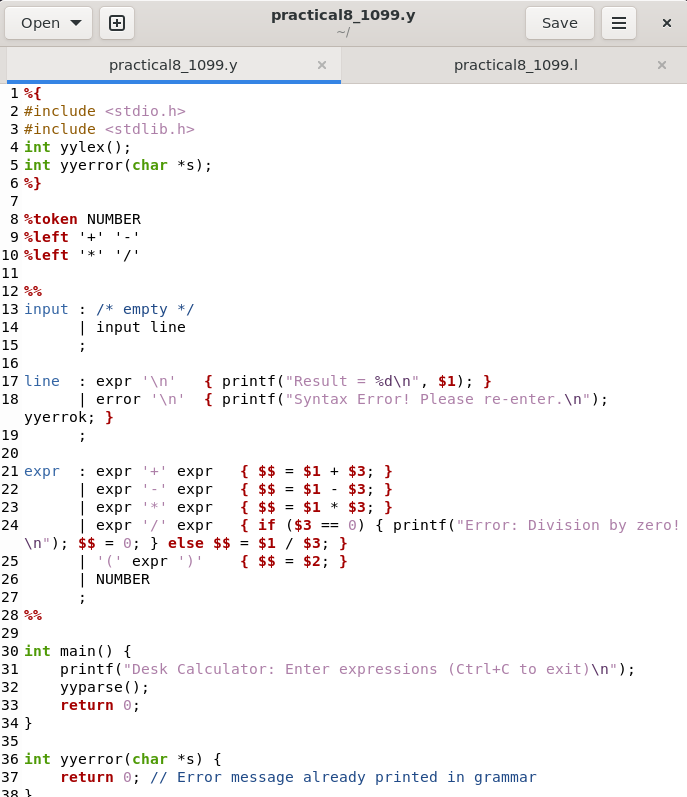 Open
practical8_1099.y
~/
Save
practical8_1099.y
practical8_1099.l
1 %{
2 #include <stdio.h>
3 #include <stdlib.h>
4 int yylex();
5 int yyerror(char *s);
6 %}
7
8 %token NUMBER
9 %left '+' '-'
10 %left '*' '/'
11
12 %%
13 input : /* empty */
14       | input line
15       ;
16
17 line  : expr '\n'   { printf("Result = %d\n", $1); }
18       | error '\n'  { printf("Syntax Error! Please re-enter.\n");
yyerrok; }
19       ;
20
21 expr  : expr '+' expr   { $$ = $1 + $3; }
22       | expr '-' expr   { $$ = $1 - $3; }
23       | expr '*' expr   { $$ = $1 * $3; }
24       | expr '/' expr   { if ($3 == 0) { printf("Error: Division by zero!
\n"); $$ = 0; } else $$ = $1 / $3; }
25       | '(' expr ')'    { $$ = $2; }
26       | NUMBER
27       ;
28 %%
29
30 int main() {
31     printf("Desk Calculator: Enter expressions (Ctrl+C to exit)\n");
32     yyparse();
33     return 0;
34 }
35
36 int yyerror(char *s) {
37     return 0; // Error message already printed in grammar
38 }